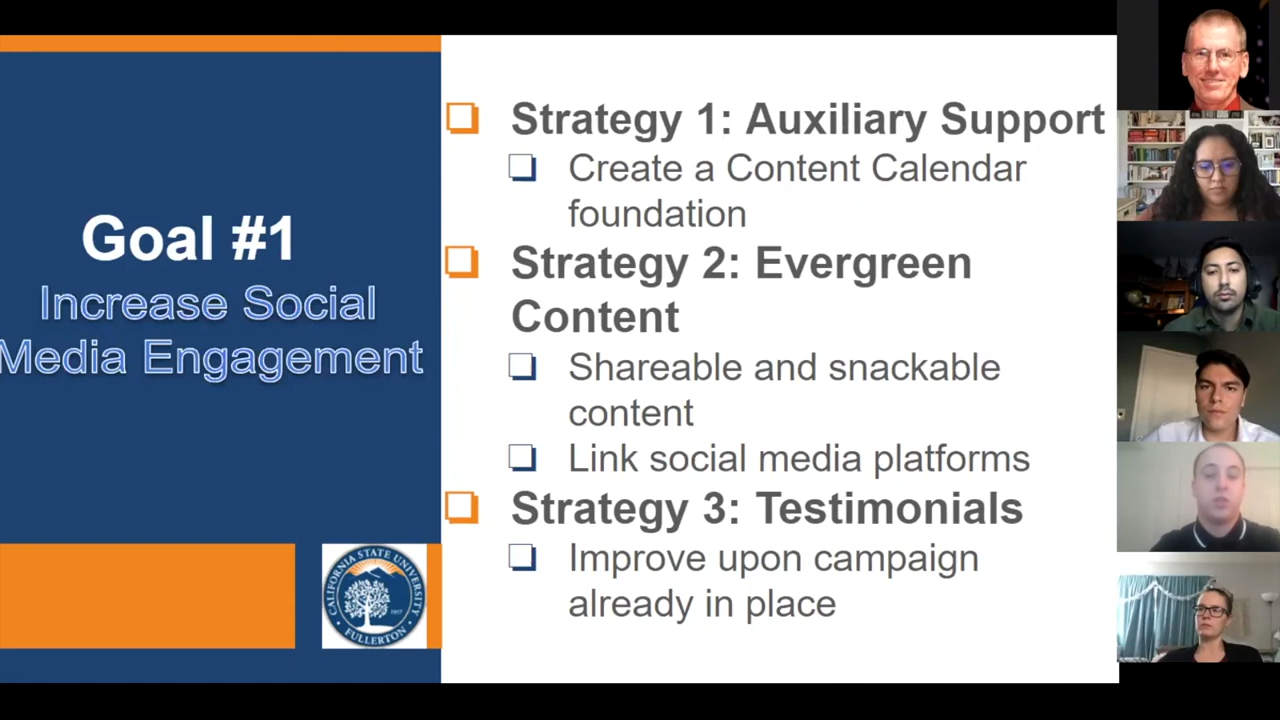 Goal #1
Increase Social
Media Engagement
CALIFORNIA STATE UNIVERSITY
FULLERTON
1957
Strategy 1: Auxiliary Support
Create a Content Calendar
foundation
Strategy 2: Evergreen
Content
Shareable and snackable
content
Link social media platforms
Strategy 3: Testimonials
Improve upon campaign
already in place